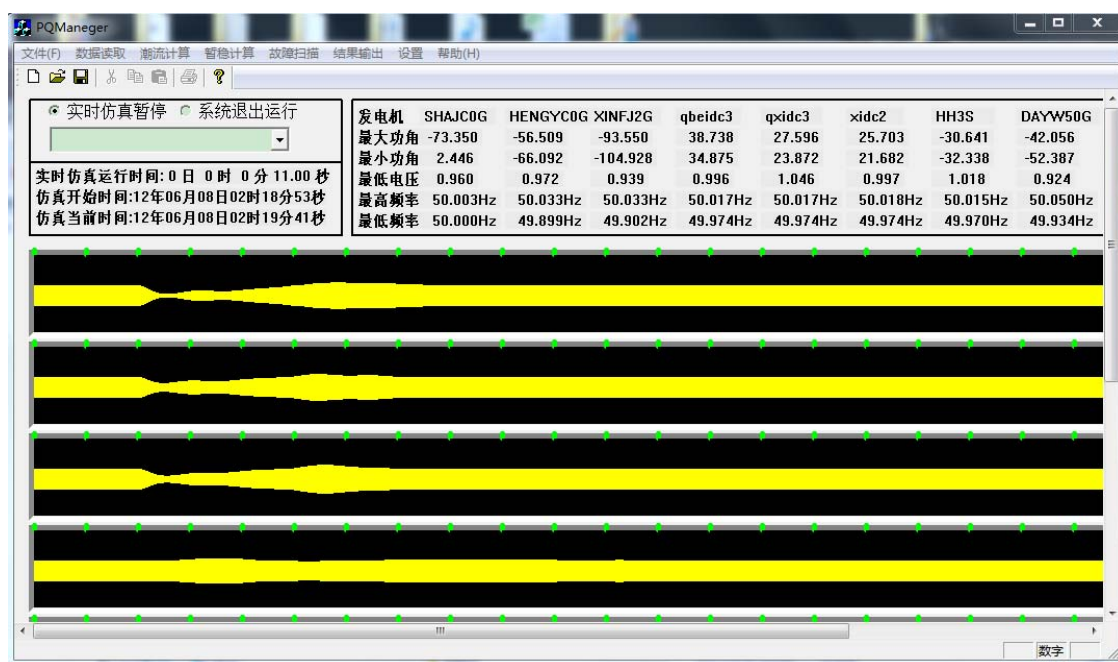 PQManeger
文件(F) 数据读取 潮流计算 暂稳计算 故障扫描 结果输出 设置 帮助(H)
实时仿真暂停 系统退出运行
实时仿真运行时间: 0 日 0 时 0 分 11.00 秒
仿真开始时间:12年06月08日02时18分53秒
仿真当前时间:12年06月08日02时19分41秒
发电机 SHAJC0G HENGYC0G XINFJ2G qbeidc3 qxidc3 xidc2 HH3S DAYW50G
最大功角 -73.350 -56.509 -93.550 38.738 27.596 25.703 -30.641 -42.056
最小功角 2.446 -66.092 -104.928 34.875 23.872 21.682 -32.338 -52.387
最低电压 0.960 0.972 0.939 0.996 1.046 0.997 1.018 0.924
最高频率 50.003Hz 50.033Hz 50.033Hz 50.017Hz 50.017Hz 50.018Hz 50.015Hz 50.050Hz
最低频率 50.000Hz 49.899Hz 49.902Hz 49.974Hz 49.974Hz 49.974Hz 49.970Hz 49.934Hz
数字